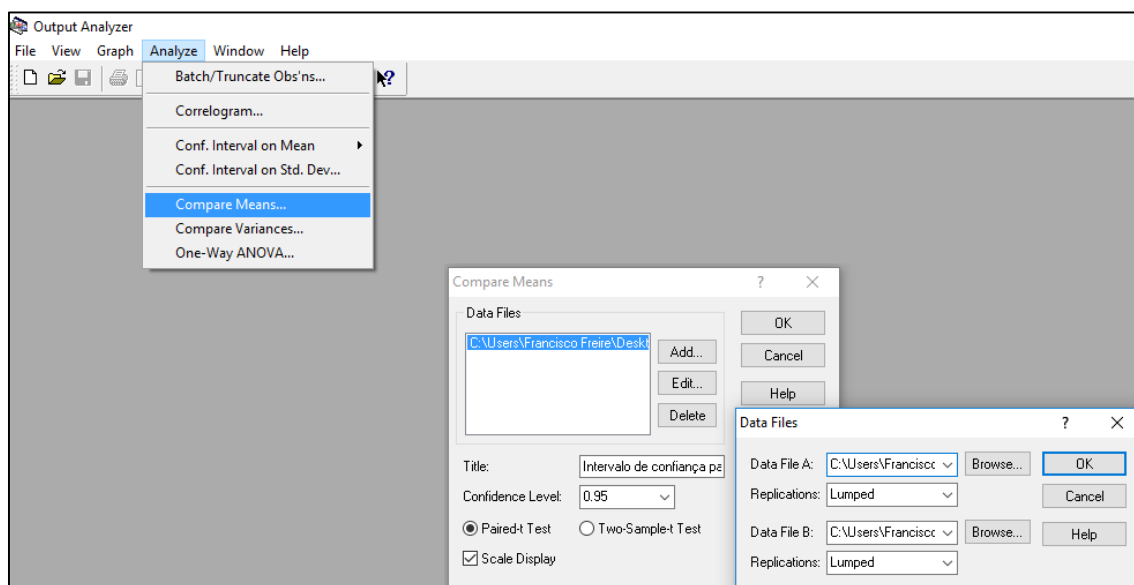 Output Analyzer
File View Graph Analyze Window Help
Batch/Truncate Obs'ns...
Correlogram...
Conf. Interval on Mean
Conf. Interval on Std. Dev...
Compare Means...
Compare Variances...
One-Way ANOVA...
Compare Means ?
Data Files
C:\Users\Francisco Freire\Deskt
Add...
Edit...
Delete
OK
Cancel
Help
Title: Intervalo de confiança pa
Confidence Level: 0.95
Paired-t Test Two-Sample-t Test
Scale Display
Data Files ?
Data File A: C:\Users\Francisco Browse... OK
Replications: Lumped Cancel
Data File B: C:\Users\Francisco Browse... Help
Replications: Lumped